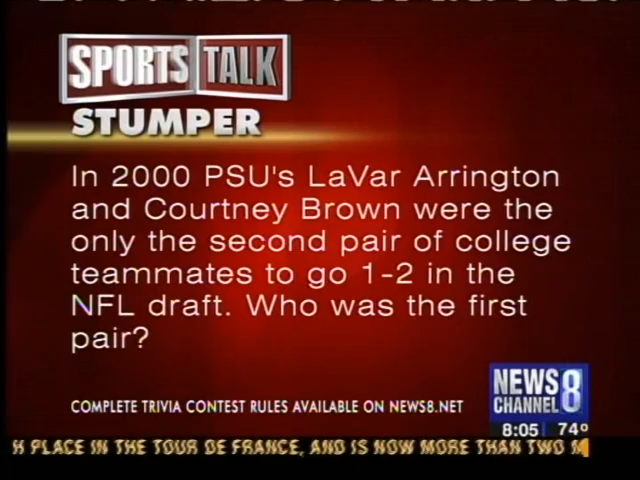 SPORTS TALK
STUMPER
In 2000 PSU's LaVar Arrington
and Courtney Brown were the
only the second pair of college
teammates to go 1-2 in the
NFL draft. Who was the first
pair?
COMPLETE TRIVIA CONTEST RULES AVAILABLE ON NEWS8.NET
NEWS
CHANNEL 8
8:05 74°
PLACE IN THE TOUR DE FRANCE, AND IS NOW MORE THAN TWO